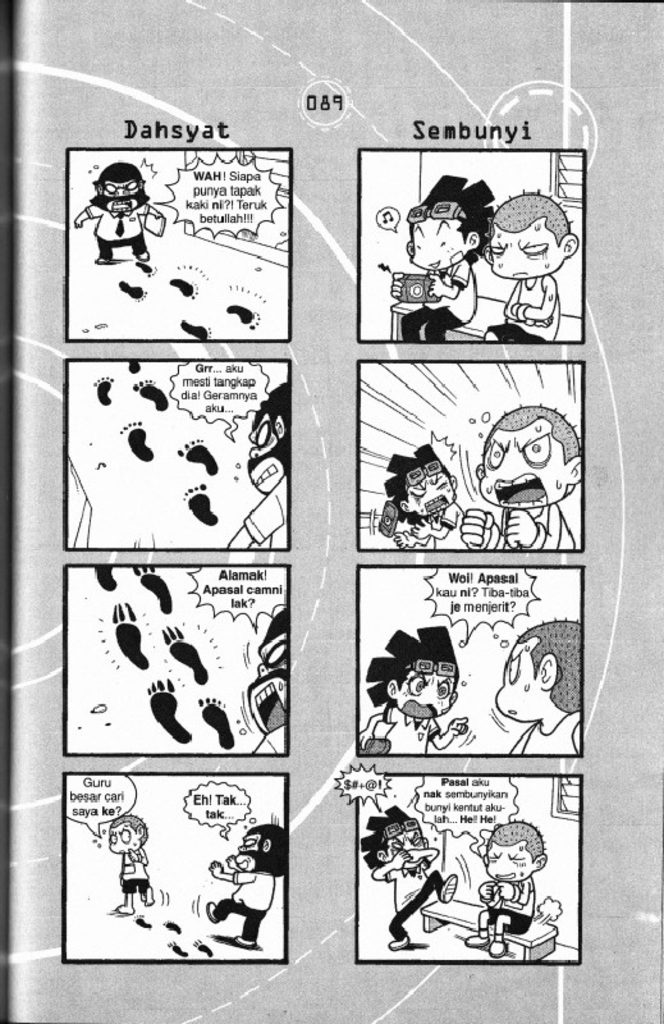 089
Dahsyat
WAH! Siapa
punya tapak
kaki ni?! Teruk
betullah!!!
Grr... aku
mesti tangkap
dia! Geramnya
aku...
Alamak!
Apasal camni
lak?
Guru
besar cari
saya ke?
Eh! Tak...
tak...
Sembunyi
Woi! Apasal
kau ni? Tiba-tiba
je menjerit?
$#+@!
Pasal aku
nak sembunyikan
bunyi kentut aku-
lah... He!! He!